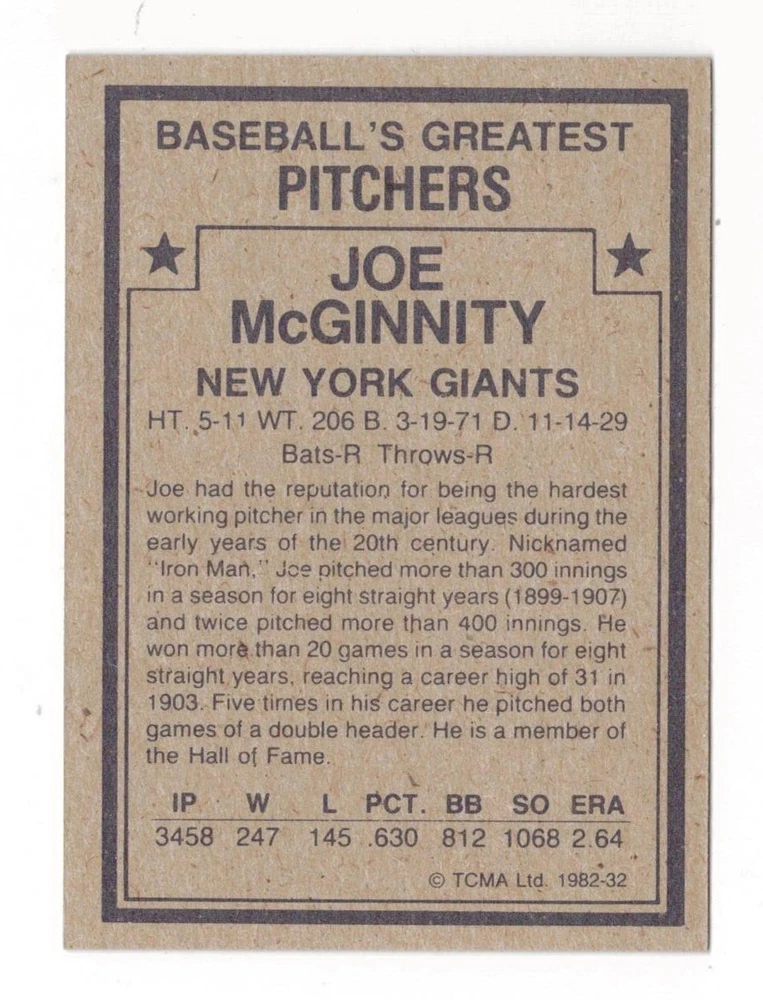 BASEBALL'S GREATEST
PITCHERS
JOE
McGINNITY
NEW YORK GIANTS
HT. 5-11 WT. 206 B. 3-19-71 D. 11-14-29
Bats-R Throws-R
Joe had the reputation for being the hardest
working pitcher in the major leagues during the
early years of the 20th century. Nicknamed
"Iron Man," Joe pitched more than 300 innings
in a season for eight straight years (1899-1907)
and twice pitched more than 400 innings. He
won more than 20 games in a season for eight
straight years, reaching a career high of 31 in
1903. Five times in his career he pitched both
games of a double header. He is a member of
the Hall of Fame.
IP W L PCT. BB SO ERA
3458 247 145 .630 812 1068 2.64
© TCMA Ltd. 1982-32